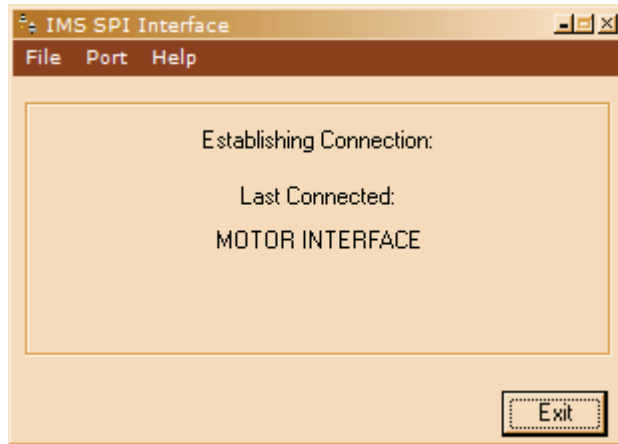 IMS SPI Interface
File Port Help
Establishing Connection:
Last Connected:
MOTOR INTERFACE
Exit